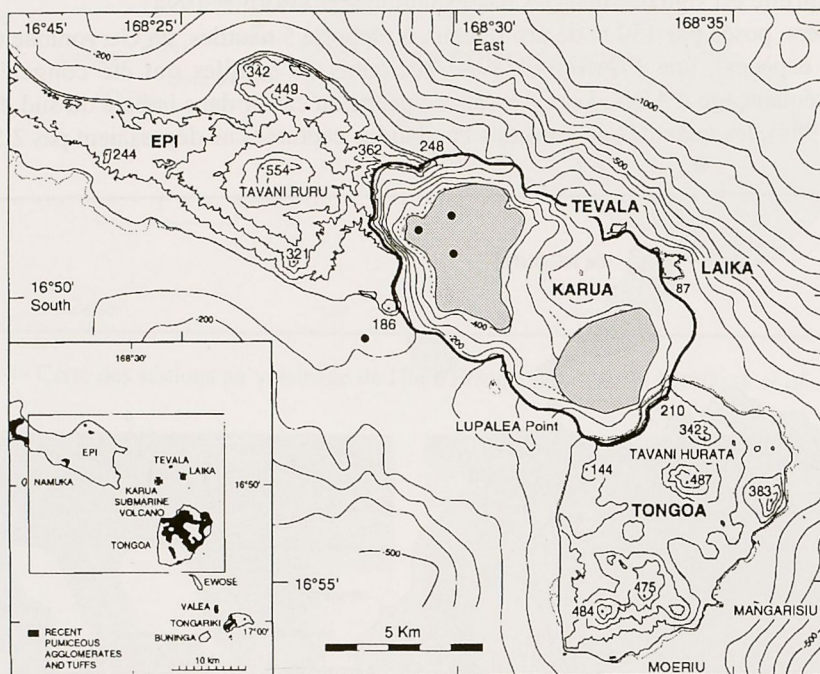 16°45'
168°30'
East
168°35'
-200
342
449
-1000
-500
EPI
244
362
248
554
TAVANI RURU
TEVALA
321
LAIKA
KARUA
87
16°50'
South
186
-200
-400
-200
LUPALEA Point
210
342
TAVANI HURATA
144
487
383
TONGOA
-500
475
484
MANGARISIU
-500
MOERIU
16°55'
5 Km
168°30'
EPI
TEVALA
LAIKA
NAMUKA
KARUA
SUBMARINE
VOLCANO
16°50'
TONGOA
EWOSE
VALEA
TONGARIKI
17°00'
BUNINGA
RECENT
PUMICEOUS
AGGLOMERATES
AND TUFFS
10 km